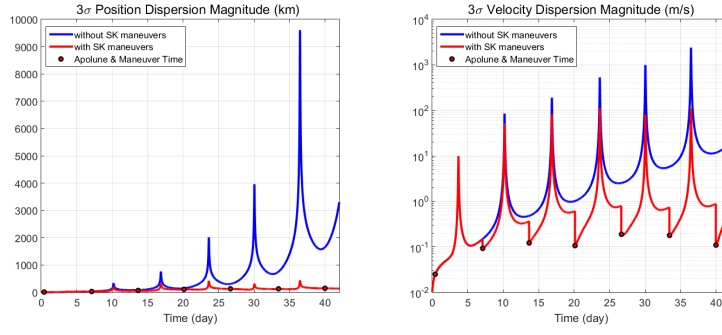 3σ Position Dispersion Magnitude (km)
without SK maneuvers
with SK maneuvers
Apolune & Maneuver Time
10000
9000
8000
7000
6000
5000
4000
3000
2000
1000
0
0 5 10 15 20 25 30 35 40
Time (day)
3σ Velocity Dispersion Magnitude (m/s)
without SK maneuvers
with SK maneuvers
Apolune & Maneuver Time
10^4
10^3
10^2
10^1
10^0
10^-1
10^-2
0 5 10 15 20 25 30 35 40
Time (day)